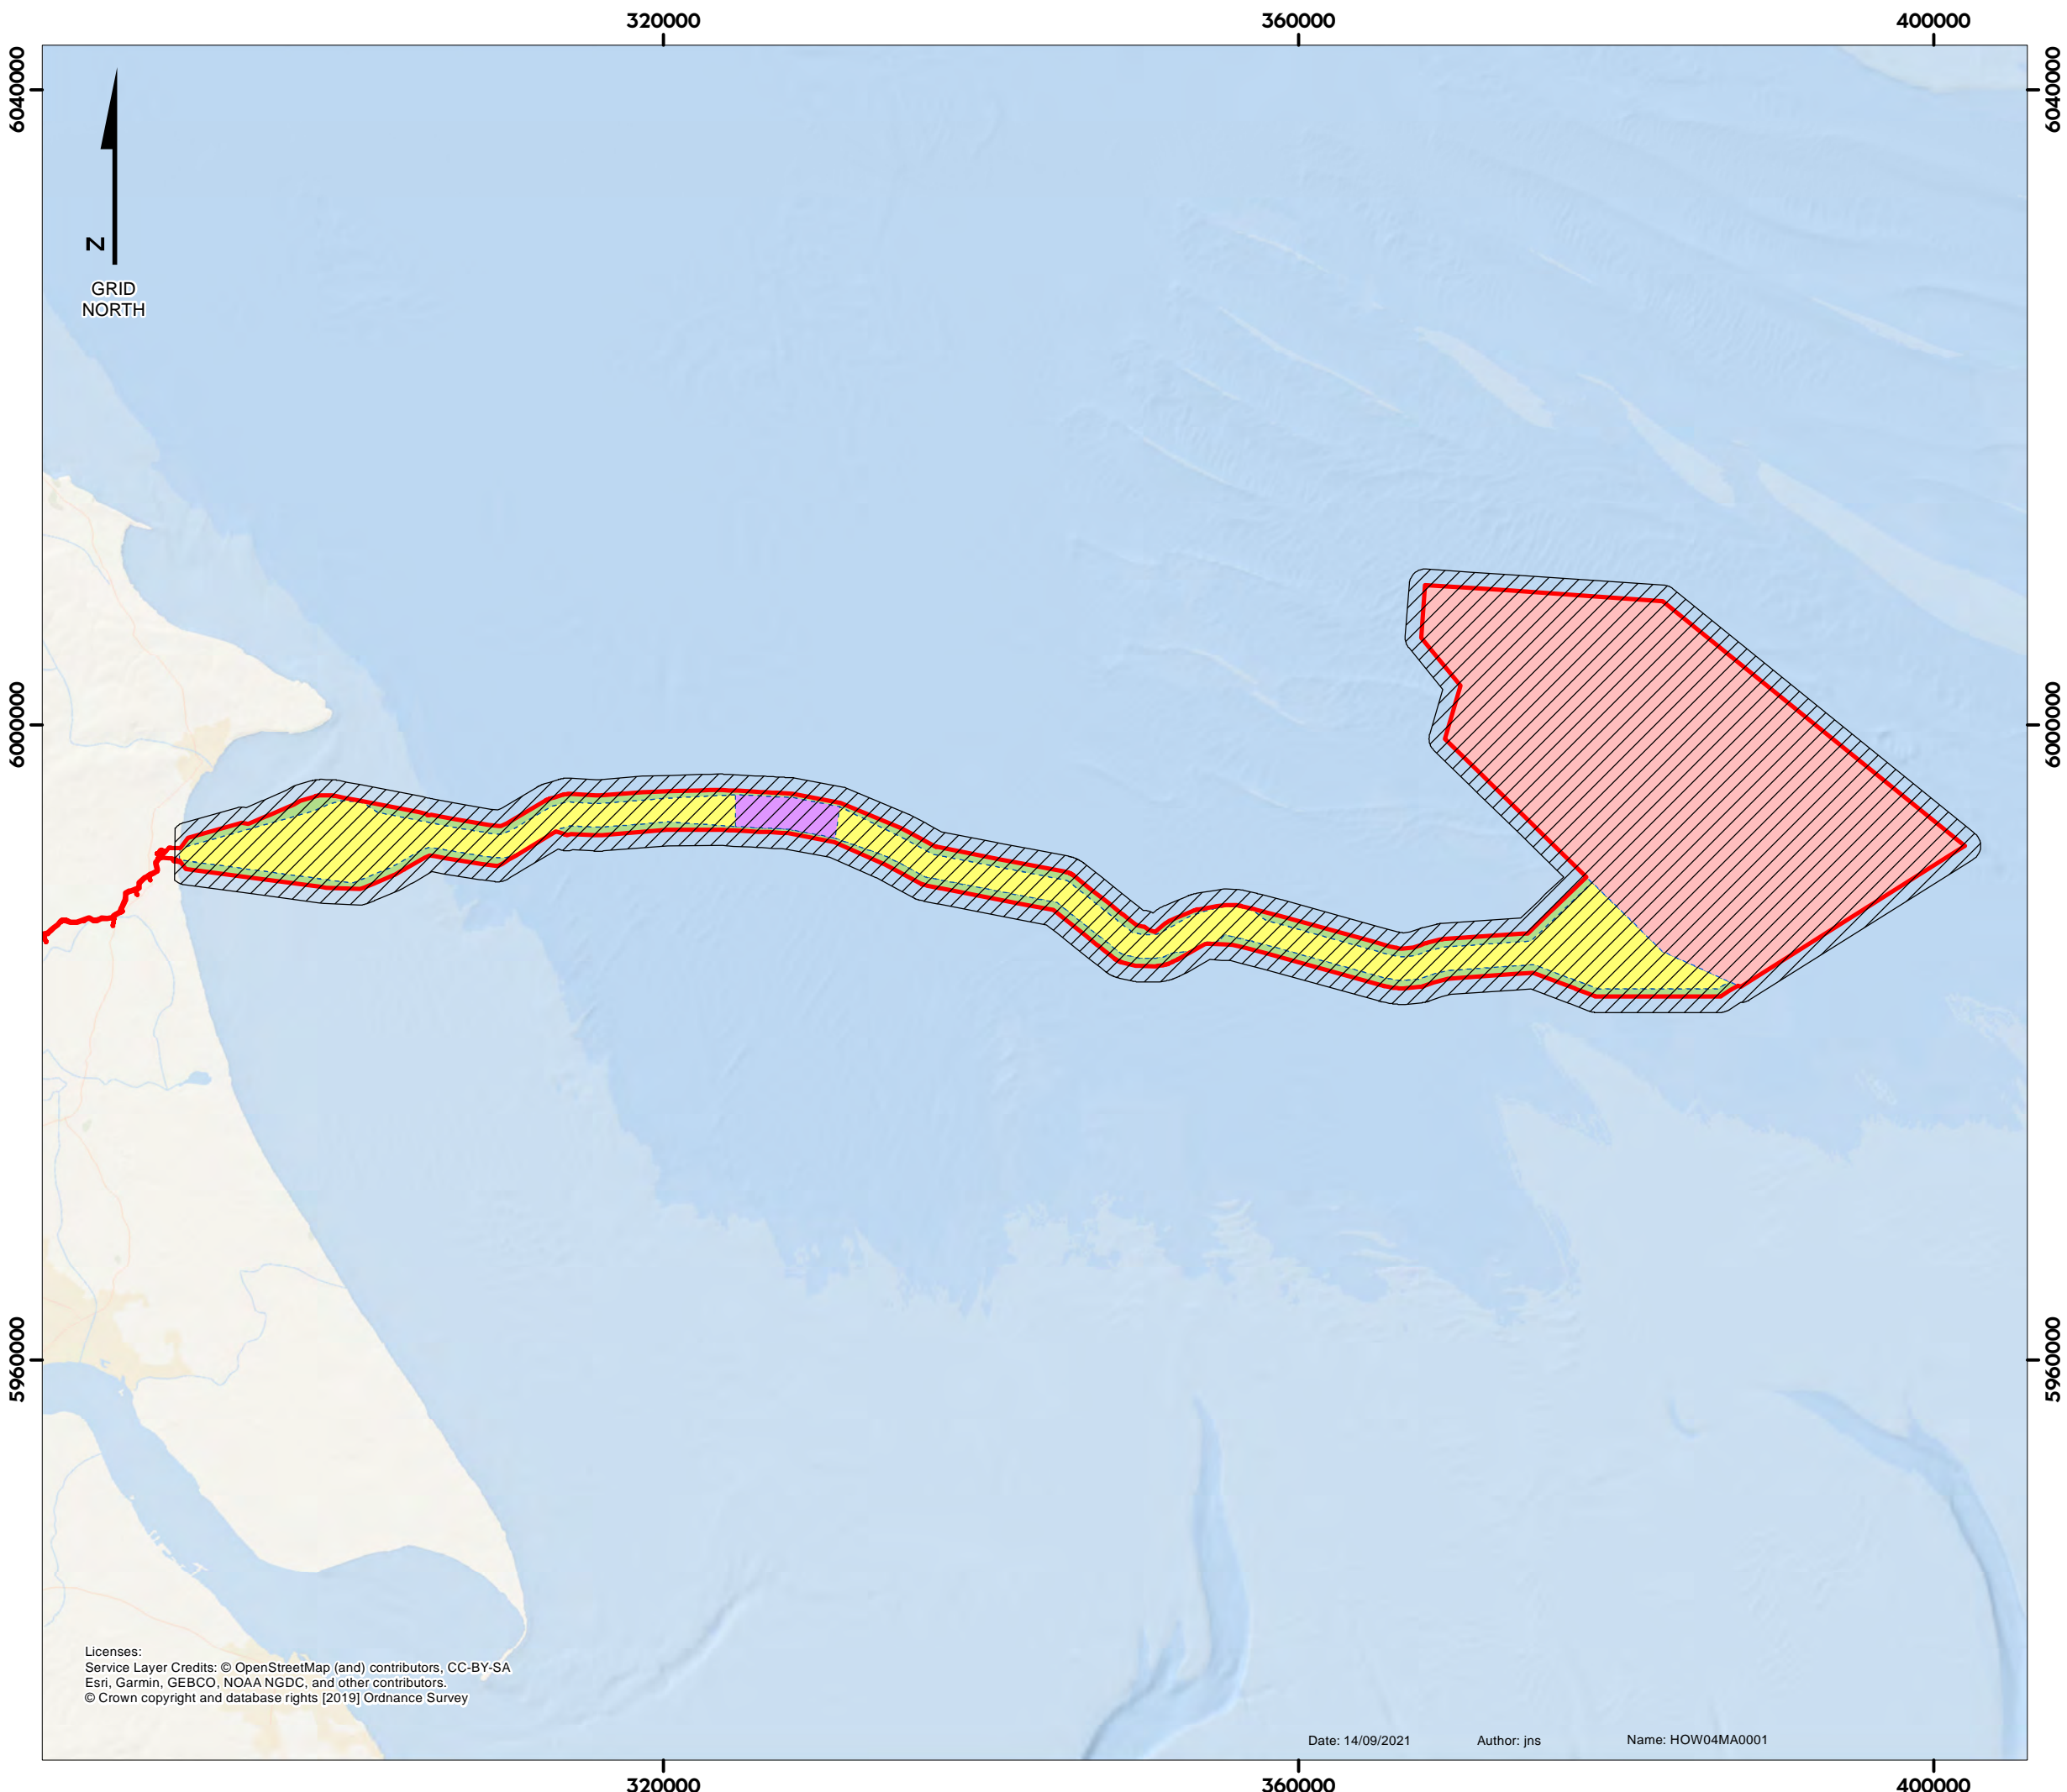 320000
360000
400000
6040000
6040000
N
GRID
NORTH
6000000
6000000
5960000
5960000
Licenses:
Service Layer Credits: © OpenStreetMap (and) contributors, CC-BY-SA
Esri, Garmin, GEBCO, NOAA NGDC, and other contributors.
© Crown copyright and database rights [2019] Ordnance Survey
Date: 14/09/2021 Author: jns Name: HOW04MA0001
320000
360000
400000